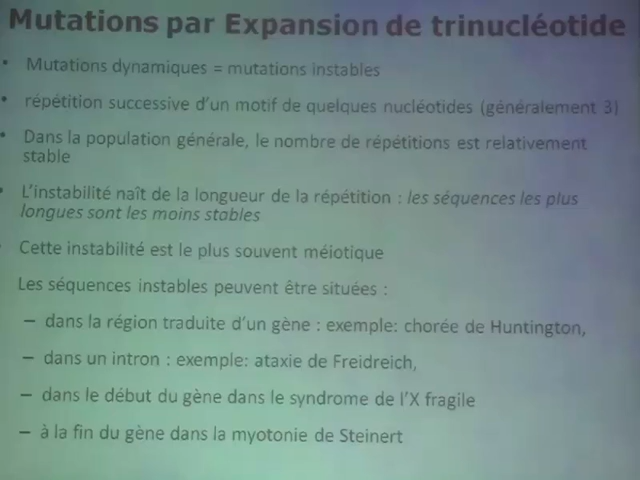 Mutations par Expansion de trinucléotide
• Mutations dynamiques = mutations instables
• répétition successive d'un motif de quelques nucléotides (généralement 3)
• Dans la population générale, le nombre de répétitions est relativement
stable
• L'instabilité naît de la longueur de la répétition : les séquences les plus
longues sont les moins stables
• Cette instabilité est le plus souvent méiotique
Les séquences instables peuvent être situées :
– dans la région traduite d'un gène : exemple: chorée de Huntington,
– dans un intron : exemple: ataxie de Freidreich,
– dans le début du gène dans le syndrome de l'X fragile
– à la fin du gène dans la myotonie de Steinert